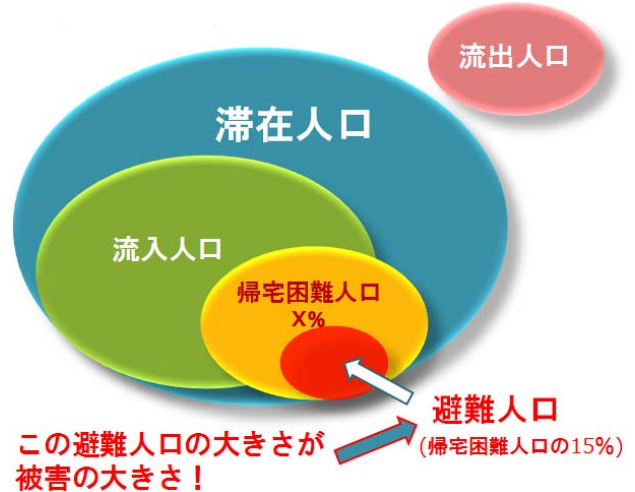 流出人口
滞在人口
流入人口
帰宅困難人口
X%
避難人口
(帰宅困難人口の15%)
この避難人口の大きさが
被害の大きさ！